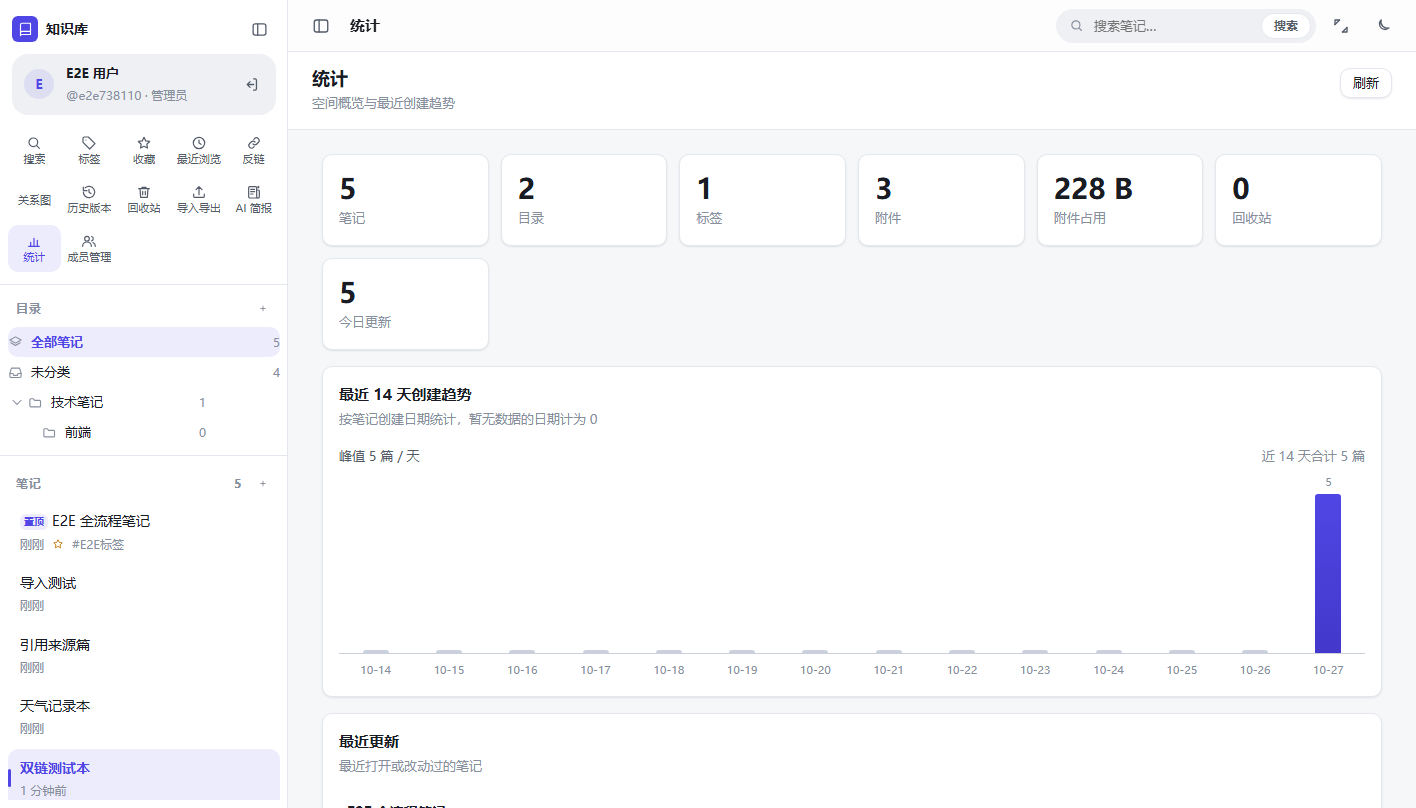 知识库
E
E2E 用户
@e2e738110 · 管理员
搜索
标签
收藏
最近浏览
反链
关系图
历史版本
回收站
导入导出
AI 简报
统计
成员管理
目录
+
全部笔记
5
未分类
4
技术笔记
1
前端
0
笔记
5
+
置顶 E2E 全流程笔记
刚刚 #E2E标签
导入测试
刚刚
引用来源篇
刚刚
天气记录本
刚刚
双链测试本
1 分钟前
统计
搜索笔记...
搜索
统计
空间概览与最近创建趋势
刷新
5
笔记
2
目录
1
标签
3
附件
228 B
附件占用
0
回收站
5
今日更新
最近 14 天创建趋势
按笔记创建日期统计，暂无数据的日期计为 0
峰值 5 篇 / 天
近 14 天合计 5 篇
5
10-14
10-15
10-16
10-17
10-18
10-19
10-20
10-21
10-22
10-23
10-24
10-25
10-26
10-27
最近更新
最近打开或改动过的笔记